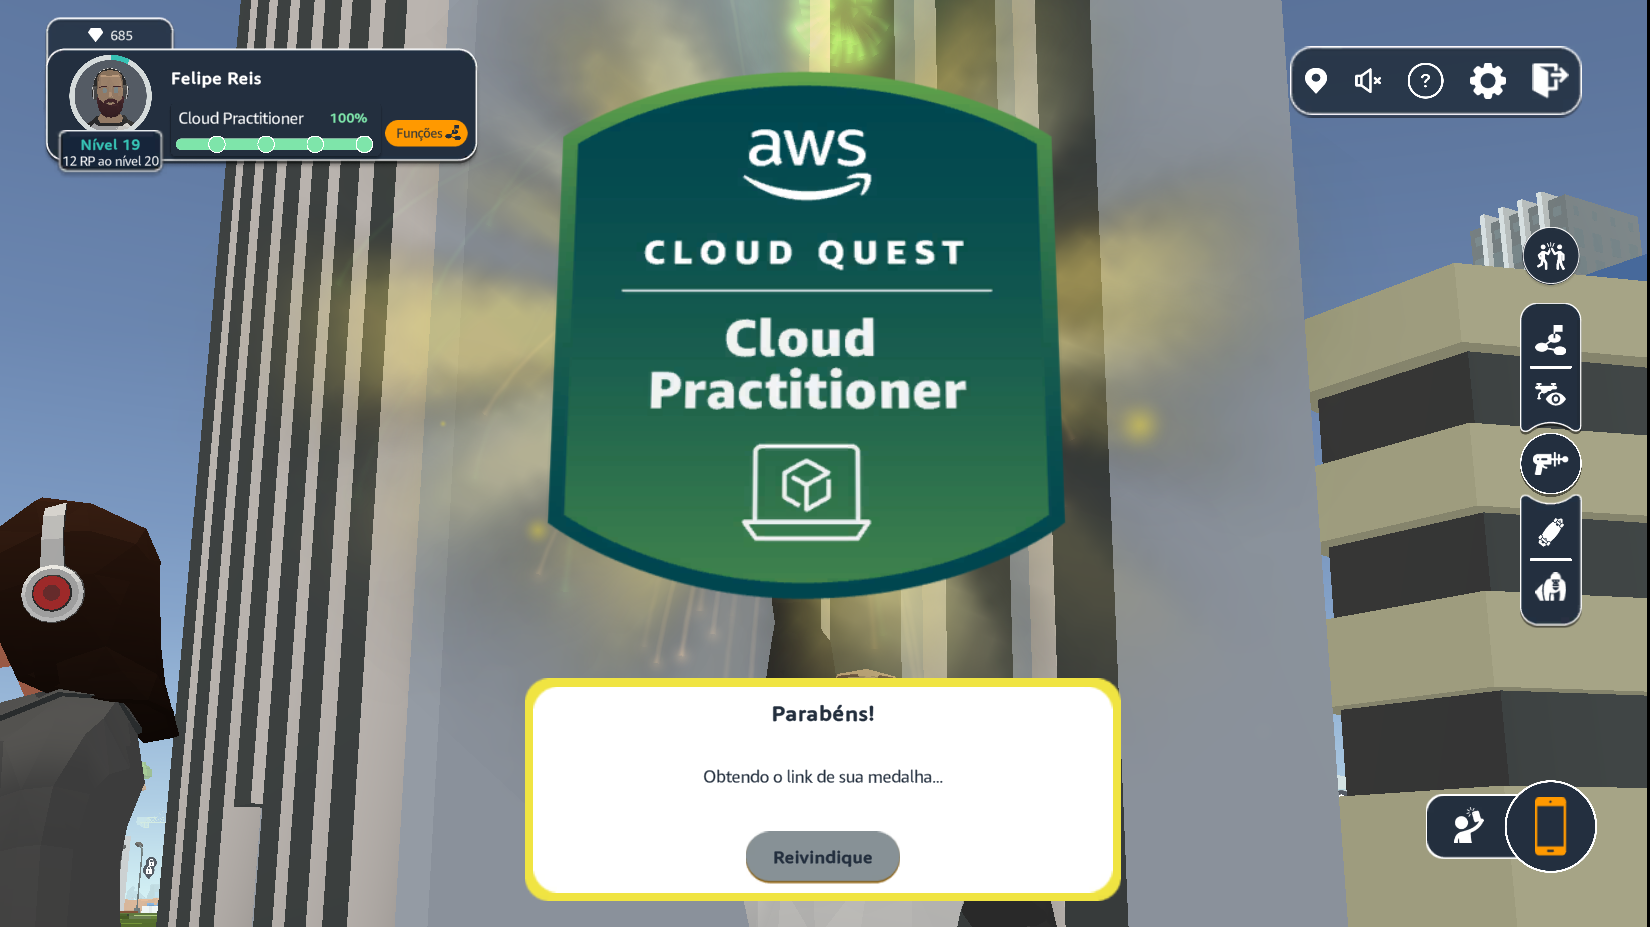 685
Felipe Reis
Cloud Practitioner 100%
Funções
Nível 19
12 RP ao nível 20
?
aws
CLOUD QUEST
Cloud
Practitioner
Parabéns!
Obtendo o link de sua medalha...
Reivindique